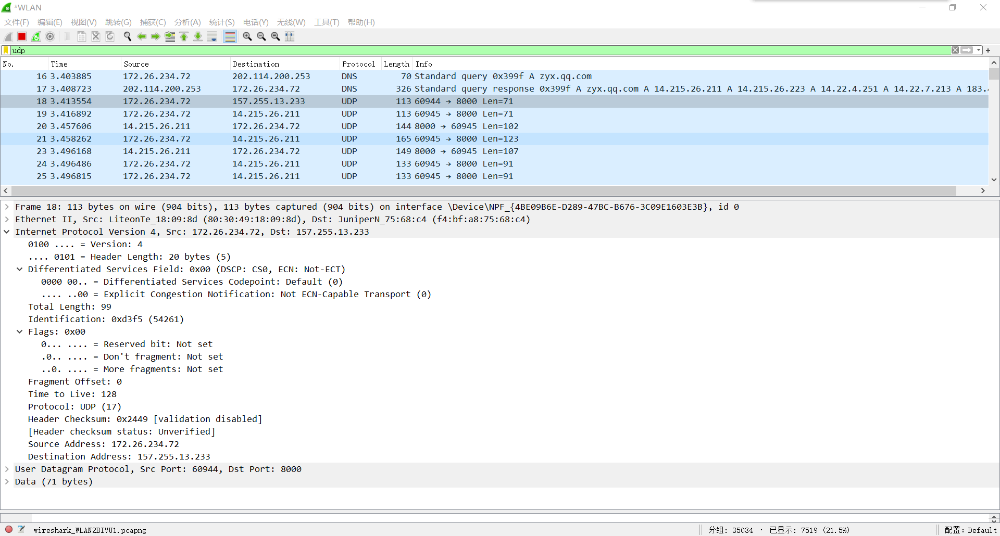 *WLAN
文件(F) 编辑(E) 视图(V) 跳转(G) 捕获(C) 分析(A) 统计(S) 电话(Y) 无线(W) 工具(T) 帮助(H)
udp
No. Time Source Destination Protocol Length Info
16 3.403885 172.26.234.72 202.114.200.253 DNS 70 Standard query 0x399f A zyx.qq.com
17 3.408723 202.114.200.253 172.26.234.72 DNS 326 Standard query response 0x399f A zyx.qq.com A 14.215.26.211 A 14.215.26.223 A 14.22.4.251 A 14.22.7.213 A 183.
18 3.413554 172.26.234.72 157.255.13.233 UDP 113 60944 → 8000 Len=71
19 3.416892 172.26.234.72 14.215.26.211 UDP 113 60945 → 8000 Len=71
20 3.457606 14.215.26.211 172.26.234.72 UDP 144 8000 → 60945 Len=102
21 3.458262 172.26.234.72 14.215.26.211 UDP 165 60945 → 8000 Len=123
23 3.496168 14.215.26.211 172.26.234.72 UDP 149 8000 → 60945 Len=107
24 3.496486 172.26.234.72 14.215.26.211 UDP 133 60945 → 8000 Len=91
25 3.496815 172.26.234.72 14.215.26.211 UDP 133 60945 → 8000 Len=91
Frame 18: 113 bytes on wire (904 bits), 113 bytes captured (904 bits) on interface \Device\NPF_{4BE09B6E-D289-47BC-B676-3C09E1603E3B}, id 0
Ethernet II, Src: LiteonTe_18:09:8d (80:30:49:18:09:8d), Dst: JuniperN_75:68:c4 (f4:bf:a8:75:68:c4)
Internet Protocol Version 4, Src: 172.26.234.72, Dst: 157.255.13.233
0100 .... = Version: 4
.... 0101 = Header Length: 20 bytes (5)
Differentiated Services Field: 0x00 (DSCP: CS0, ECN: Not-ECT)
0000 00.. = Differentiated Services Codepoint: Default (0)
.... ..00 = Explicit Congestion Notification: Not ECN-Capable Transport (0)
Total Length: 99
Identification: 0xd3f5 (54261)
Flags: 0x00
0... .... = Reserved bit: Not set
.0.. .... = Don't fragment: Not set
..0. .... = More fragments: Not set
Fragment Offset: 0
Time to Live: 128
Protocol: UDP (17)
Header Checksum: 0x2449 [validation disabled]
[Header checksum status: Unverified]
Source Address: 172.26.234.72
Destination Address: 157.255.13.233
User Datagram Protocol, Src Port: 60944, Dst Port: 8000
Data (71 bytes)
wireshark_WLAN2BIVU1.pcapng 分组: 35034 · 已显示: 7519 (21.5%) 配置: Default